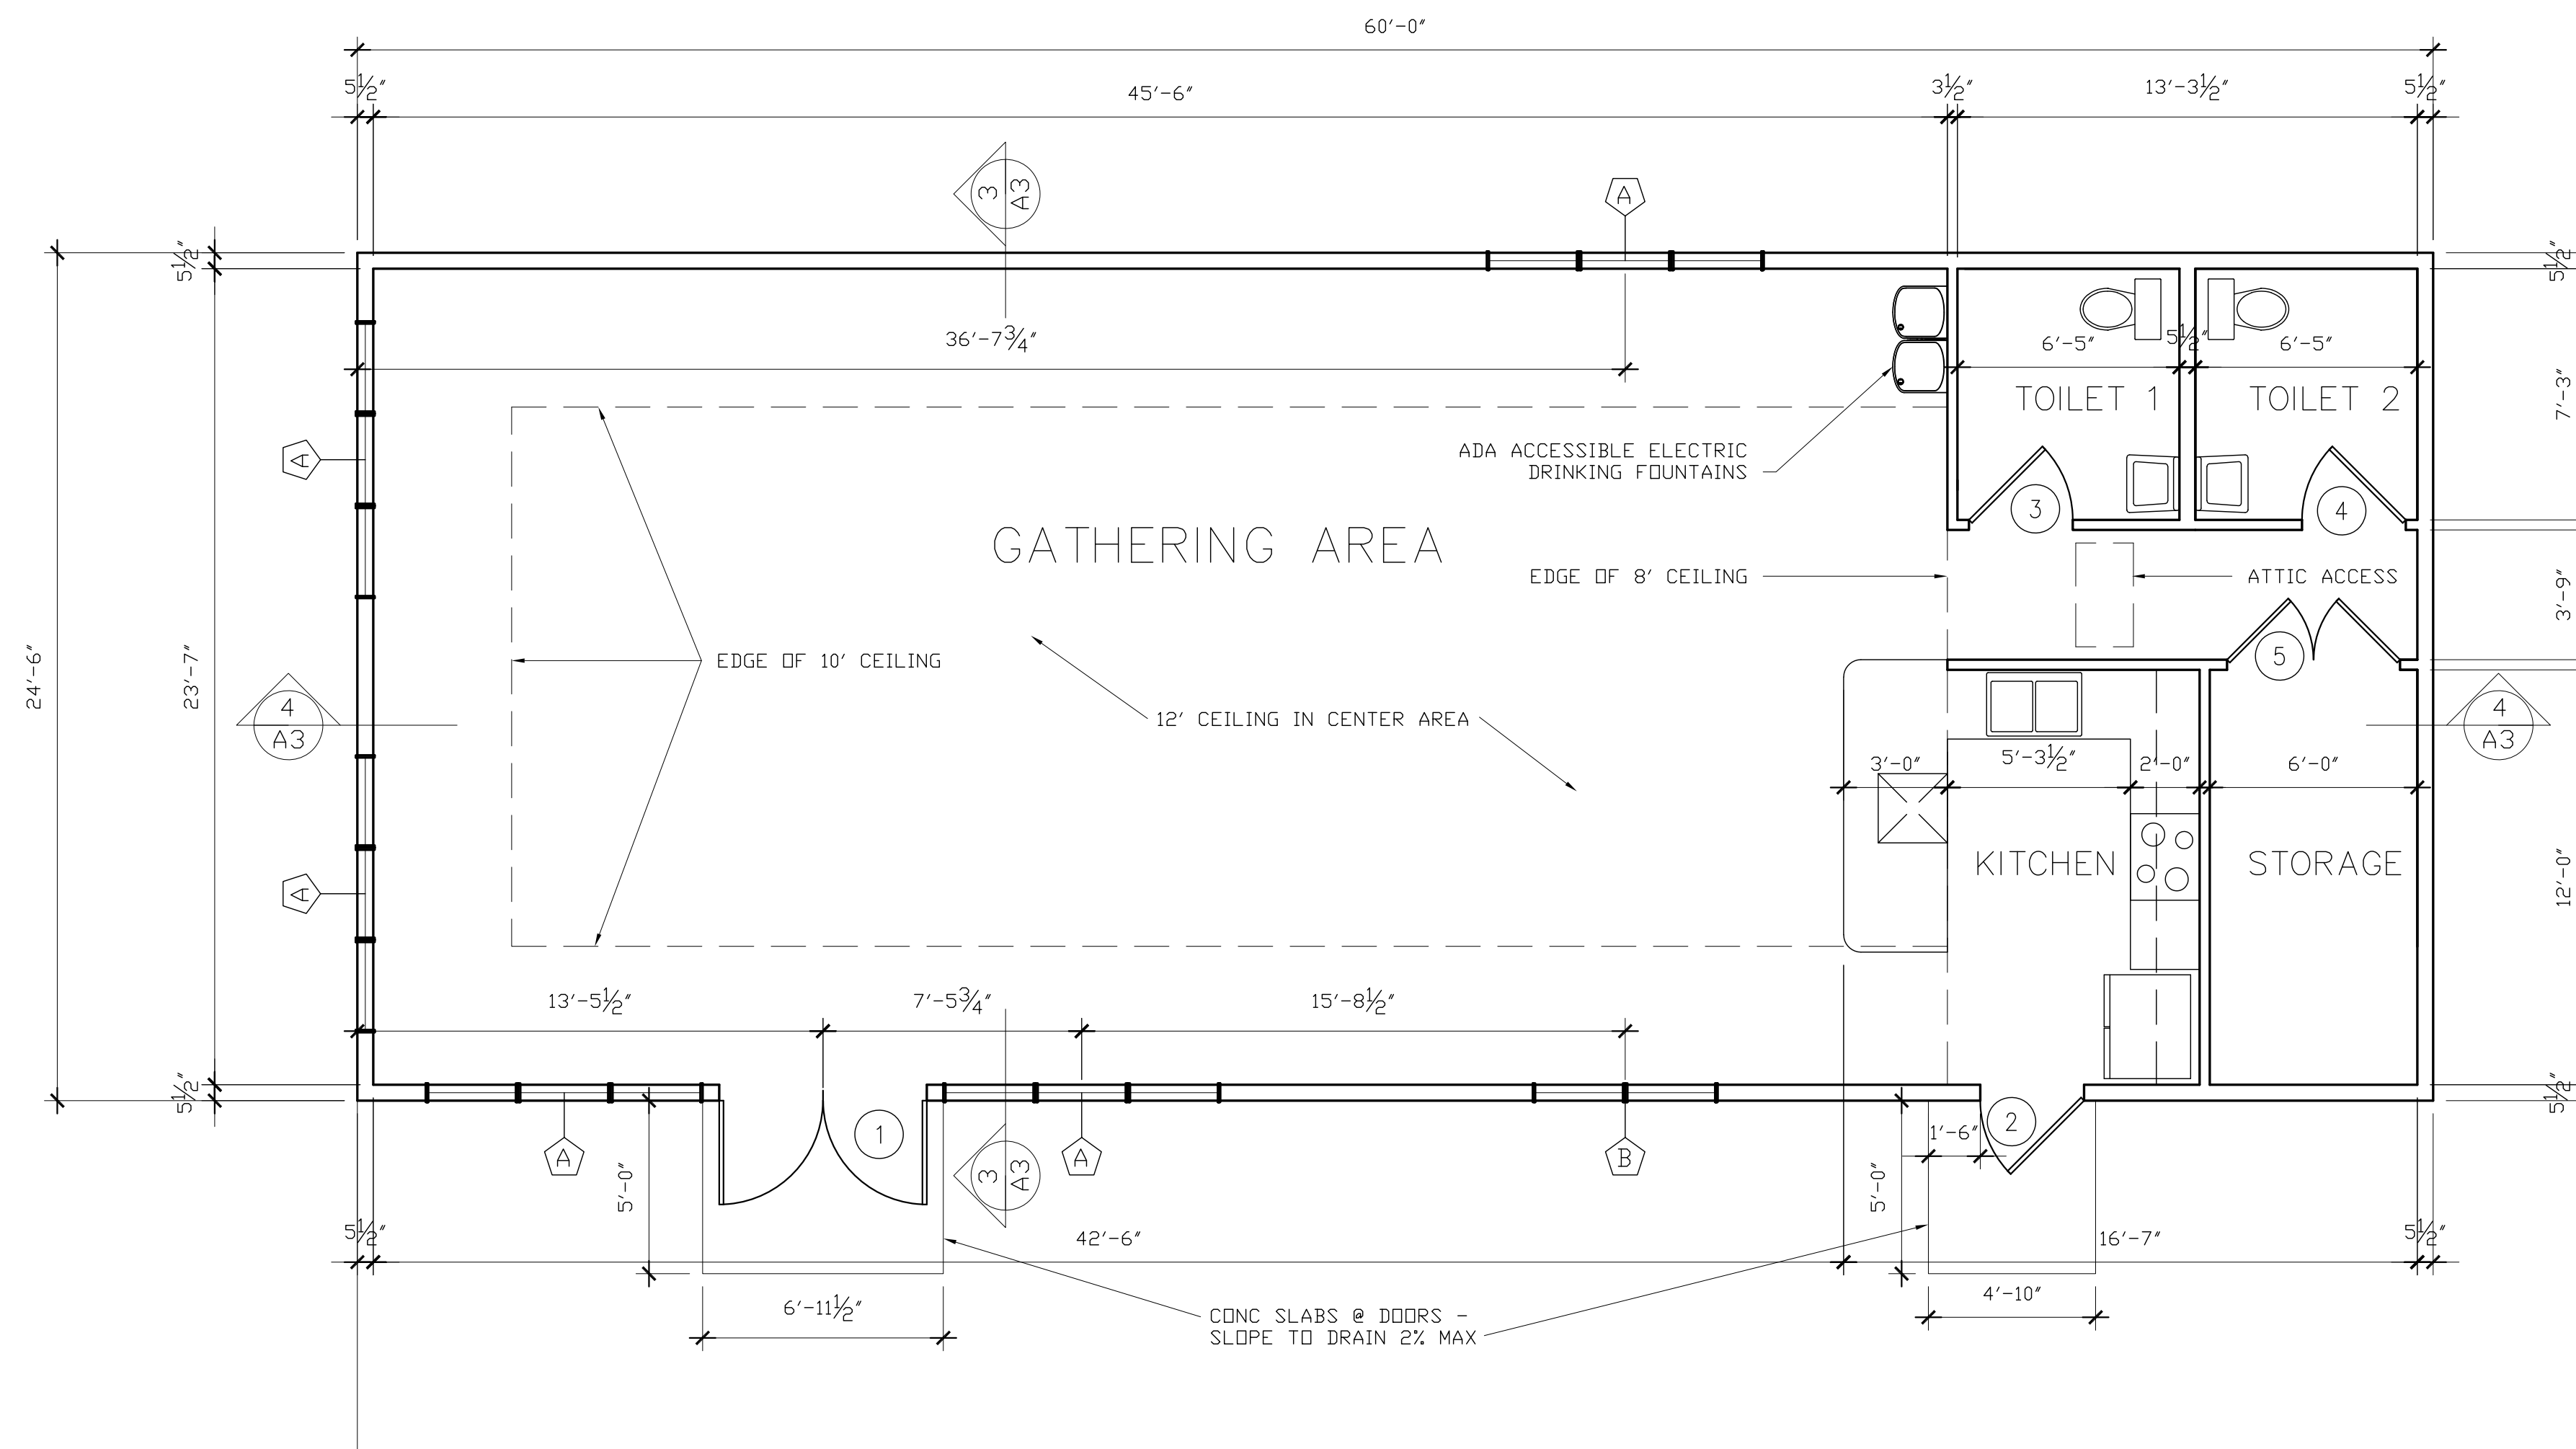 60'-0"
5½" 45'-6" 3½" 13'-3½" 5½"
3 A3
A
5½" 5½"
36'-7¾"
6'-5" 5½" 6'-5"
TOILET 1 TOILET 2
7'-3"
ADA ACCESSIBLE ELECTRIC
DRINKING FOUNTAINS
A
3 4
GATHERING AREA
EDGE OF 8' CEILING ATTIC ACCESS
3'-9"
24'-6" 23'-7"
EDGE OF 10' CEILING
5
12' CEILING IN CENTER AREA
4
A3
4
A3
3'-0" 5'-3½" 2'-0" 6'-0"
KITCHEN STORAGE
12'-0"
A
13'-5½" 7'-5¾" 15'-8½"
5½" 5½"
1 2
1'-6"
A A B
3 A3
5'-0" 5'-0"
5½" 42'-6" 16'-7" 5½"
6'-11½" 4'-10"
CONC SLABS @ DOORS -
SLOPE TO DRAIN 2% MAX